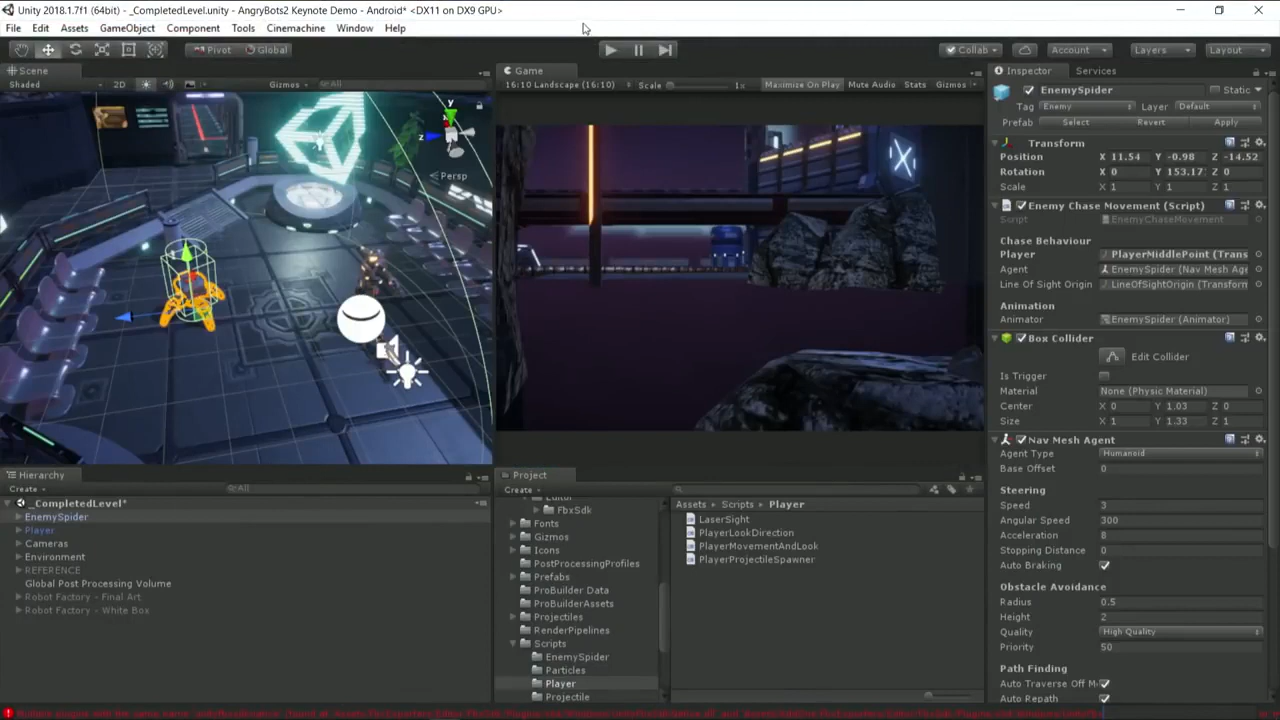 Unity 2018.1.7f1 (64bit) - _CompletedLevel.unity - AngryBots2 Keynote Demo - Android* <DX11 on DX9 GPU>
File Edit Assets GameObject Component Tools Cinemachine Window Help
Pivot Global Collab Account Layers Layout
Scene
Shaded 2D Gizmos All
y
z
Persp
Game
16:10 Landscape (16:10) Scale 1x Maximize On Play Mute Audio Stats Gizmos
Hierarchy
Create All
_CompletedLevel*
EnemySpider
Player
Cameras
Environment
REFERENCE
Global Post Processing Volume
Robot Factory - Final Art
Robot Factory - White Box
Project
Create
Editor
FbxSdk
Fonts
Gizmos
Icons
PostProcessingProfiles
Prefabs
ProBuilder Data
ProBuilderAssets
Projectiles
RenderPipelines
Scripts
EnemySpider
Particles
Player
Projectile
Assets Scripts Player
LaserSight
PlayerLookDirection
PlayerMovementAndLook
PlayerProjectileSpawner
Inspector Services
EnemySpider Static
Tag Enemy Layer Default
Prefab Select Revert Apply
Transform
Position X 11.54 Y -0.98 Z -14.52
Rotation X 0 Y 153.17 Z 0
Scale X 1 Y 1 Z 1
Enemy Chase Movement (Script)
Script EnemyChaseMovement
Chase Behaviour
Player PlayerMiddlePoint (Trans
Agent EnemySpider (Nav Mesh Age
Line Of Sight Origin LineOfSightOrigin (Transform
Animation
Animator EnemySpider (Animator)
Box Collider
Edit Collider
Is Trigger
Material None (Physic Material)
Center X 0 Y 1.03 Z 0
Size X 1 Y 1.33 Z 1
Nav Mesh Agent
Agent Type Humanoid
Base Offset 0
Steering
Speed 3
Angular Speed 300
Acceleration 8
Stopping Distance 0
Auto Braking
Obstacle Avoidance
Radius 0.5
Height 2
Quality High Quality
Priority 50
Path Finding
Auto Traverse Off M
Auto Repath